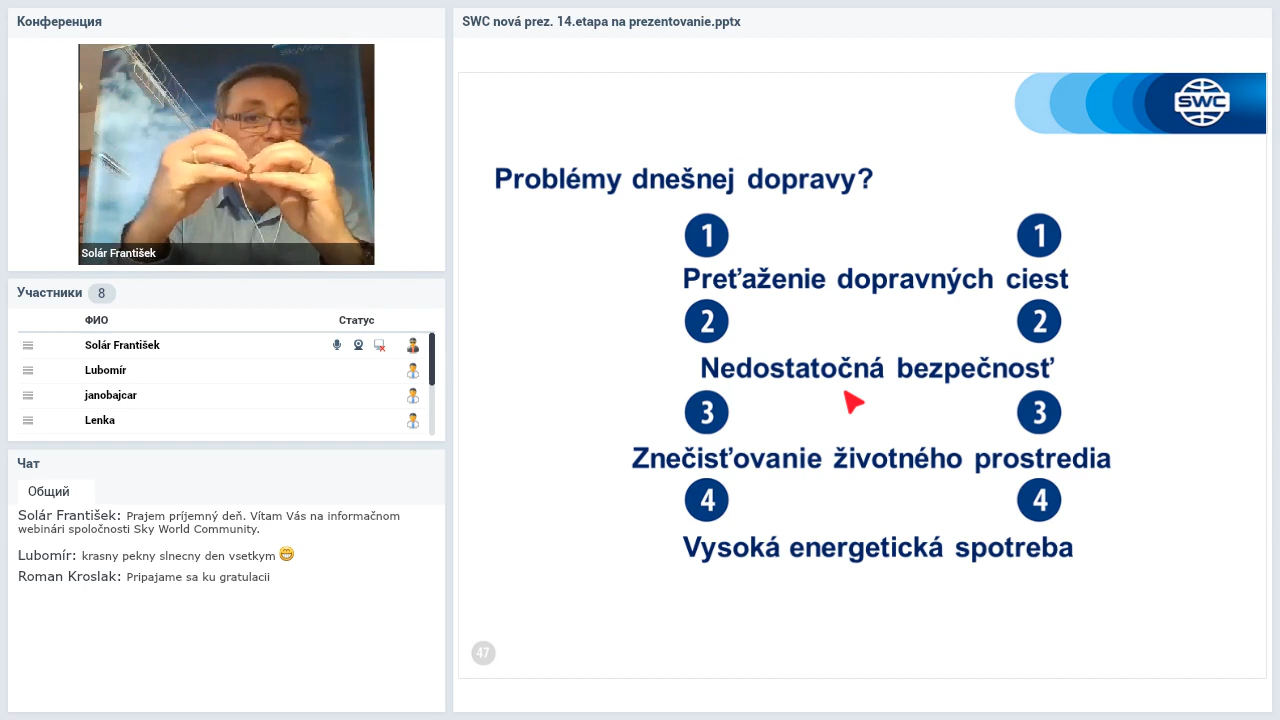 Конференция
Solár František
Участники 8
ФИО Статус
Solár František
Lubomír
janobajcar
Lenka
Чат
Общий
Solár František: Prajem príjemný deň. Vítam Vás na informačnom
webinári spoločnosti Sky World Community.
Lubomír: krasny pekny slnecny den vsetkym
Roman Kroslak: Pripajame sa ku gratulacii
SWC nová prez. 14.etapa na prezentovanie.pptx
SWC
Problémy dnešnej dopravy?
1 1
Preťaženie dopravných ciest
2 2
Nedostatočná bezpečnosť
3 3
Znečisťovanie životného prostredia
4 4
Vysoká energetická spotreba
47